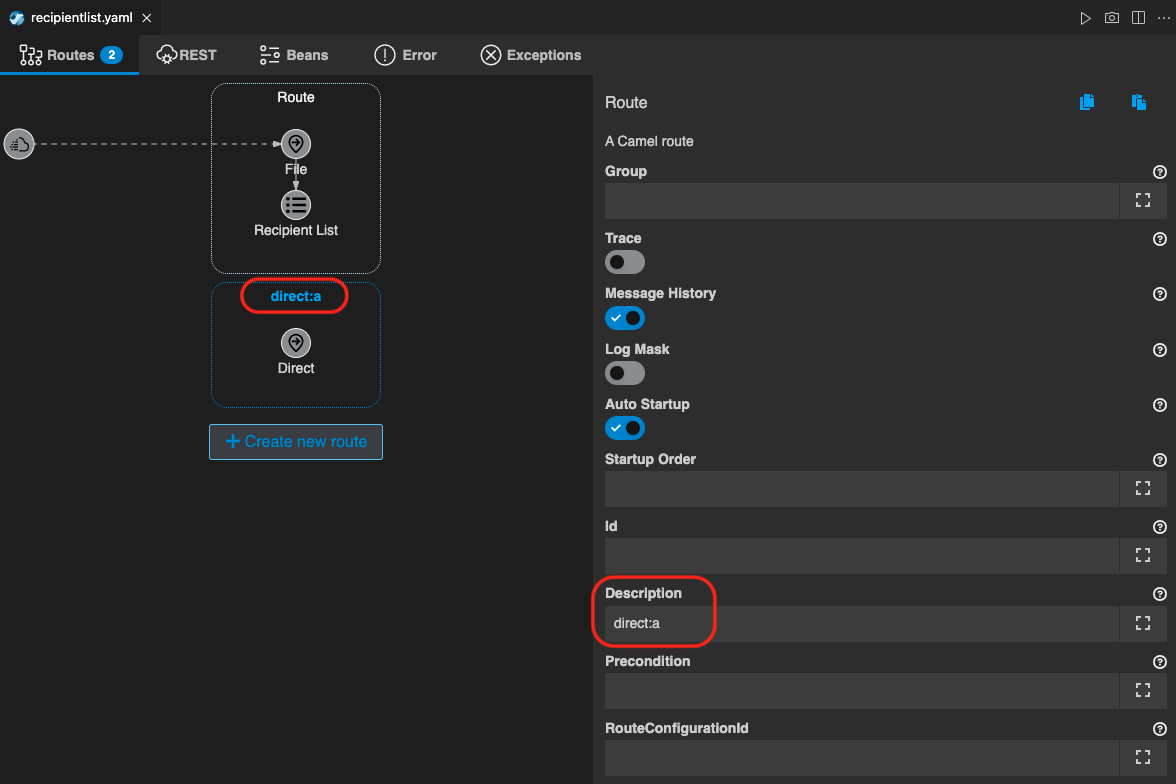 recipientlist.yaml
Routes 2
REST
Beans
Error
Exceptions
Route
File
Recipient List
direct:a
Direct
Create new route
Route
A Camel route
Group
Trace
Message History
Log Mask
Auto Startup
Startup Order
Id
Description
direct:a
Precondition
RouteConfigurationId